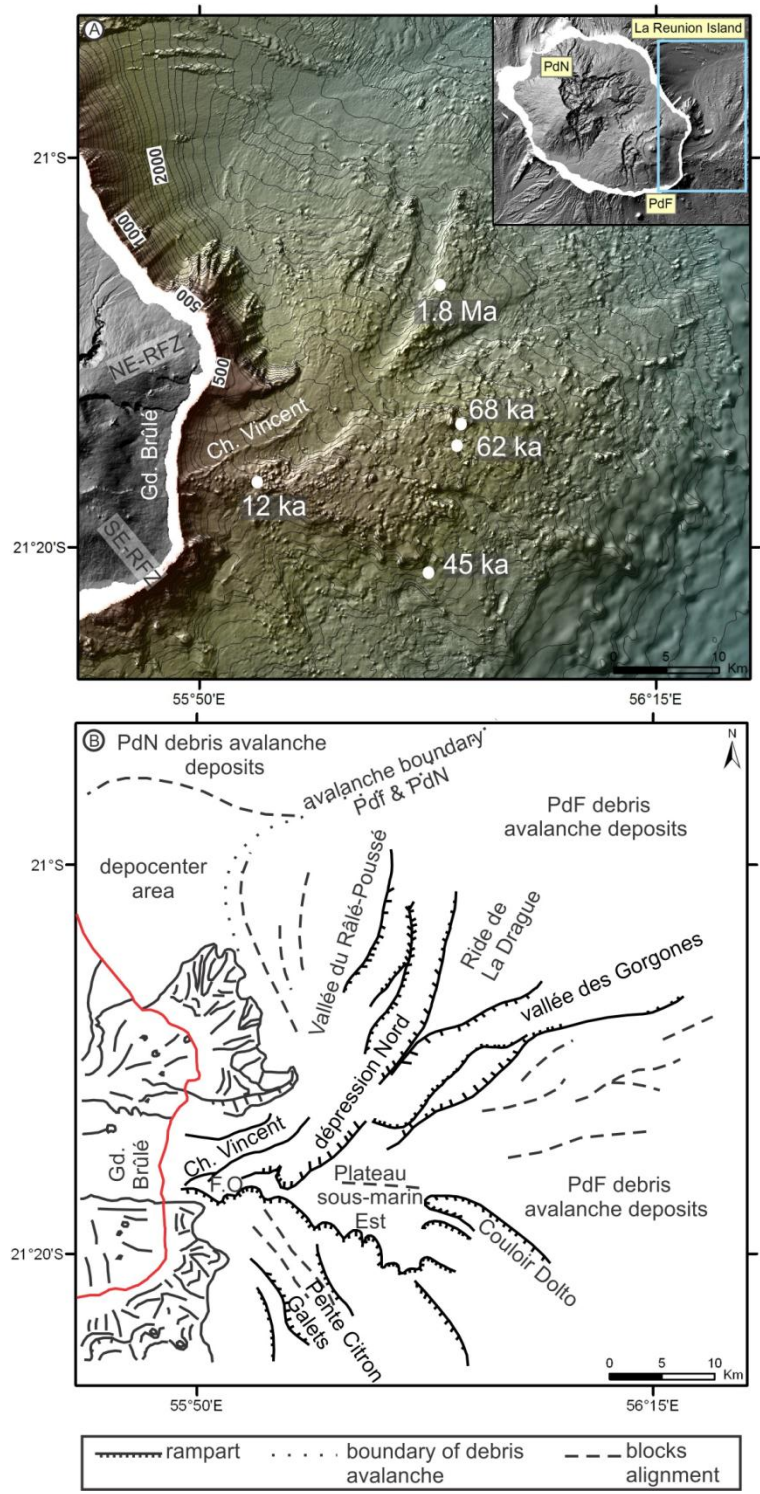 A
La Reunion Island
PdN
PdF
21°S
2000
1000
500
500
NE-RFZ
Gd. Brûlé
Ch. Vincent
SE-RFZ
1.8 Ma
68 ka
62 ka
12 ka
45 ka
21°20'S
0 5 10
Km
55°50'E
56°15'E
B
PdN debris avalanche
deposits
avalanche boundary
Pdf & PdN
N
PdF debris
avalanche deposits
21°S
depocenter
area
Vallée du Râlé-Poussé
Ride de
La Drague
vallée des Gorgones
dépression Nord
Ch. Vincent
Gd.
Brûlé
F.O
Plateau
sous-marin
Est
PdF debris
avalanche deposits
Couloir Dolto
21°20'S
Galets
Pente Citron
0 5 10
Km
55°50'E
56°15'E
rampart
boundary of debris
avalanche
blocks
alignment